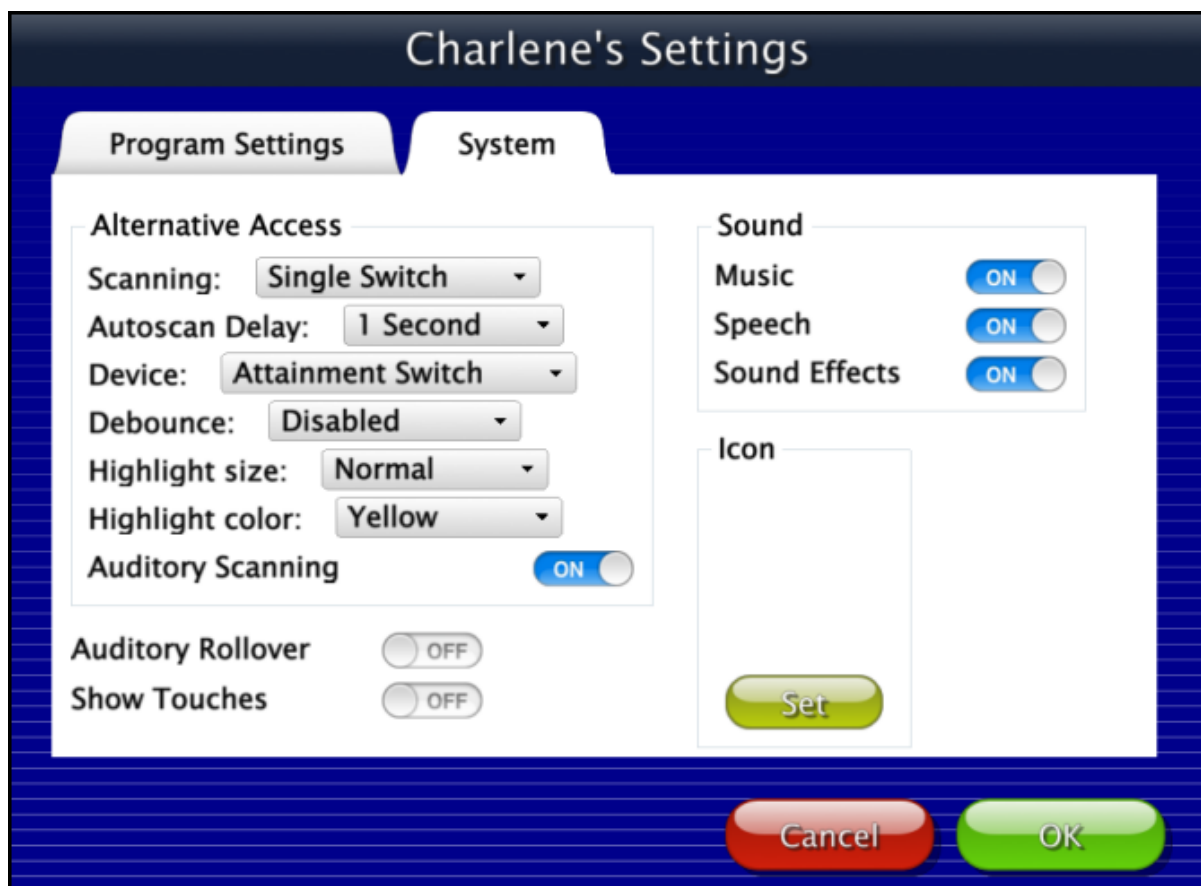 Charlene's Settings
Program Settings
System
Alternative Access
Scanning: Single Switch
Autoscan Delay: 1 Second
Device: Attainment Switch
Debounce: Disabled
Highlight size: Normal
Highlight color: Yellow
Auditory Scanning ON
Auditory Rollover OFF
Show Touches OFF
Sound
Music ON
Speech ON
Sound Effects ON
Icon
Set
Cancel
OK